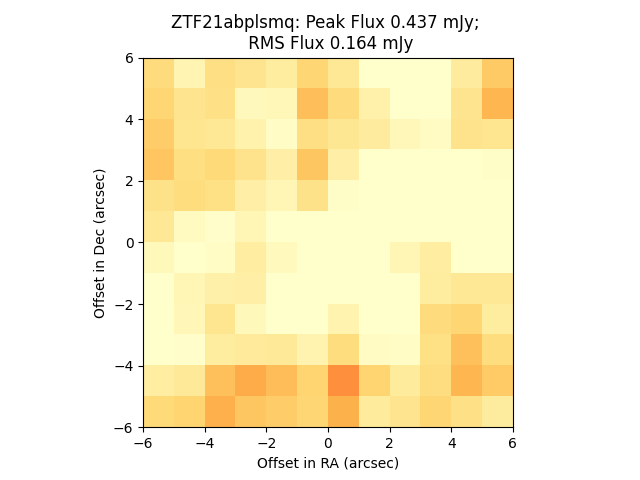 ZTF21abplsmq: Peak Flux 0.437 mJy;
RMS Flux 0.164 mJy
6
4
2
0
−2
−4
−6
Offset in Dec (arcsec)
−6 −4 −2 0 2 4 6
Offset in RA (arcsec)